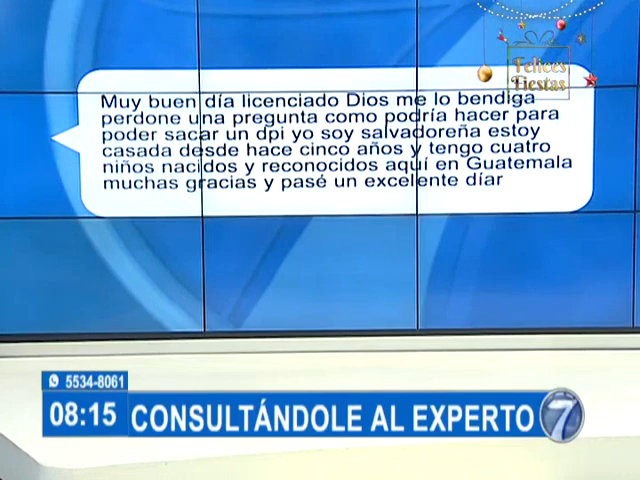 Felices
Fiestas
Muy buen día licenciado Dios me lo bendiga
perdone una pregunta como podría hacer para
poder sacar un dpi yo soy salvadoreña estoy
casada desde hace cinco años y tengo cuatro
niños nacidos y reconocidos aquí en Guatemala
muchas gracias y pasé un excelente díar
5534-8061
08:15 CONSULTÁNDOLE AL EXPERTO 7